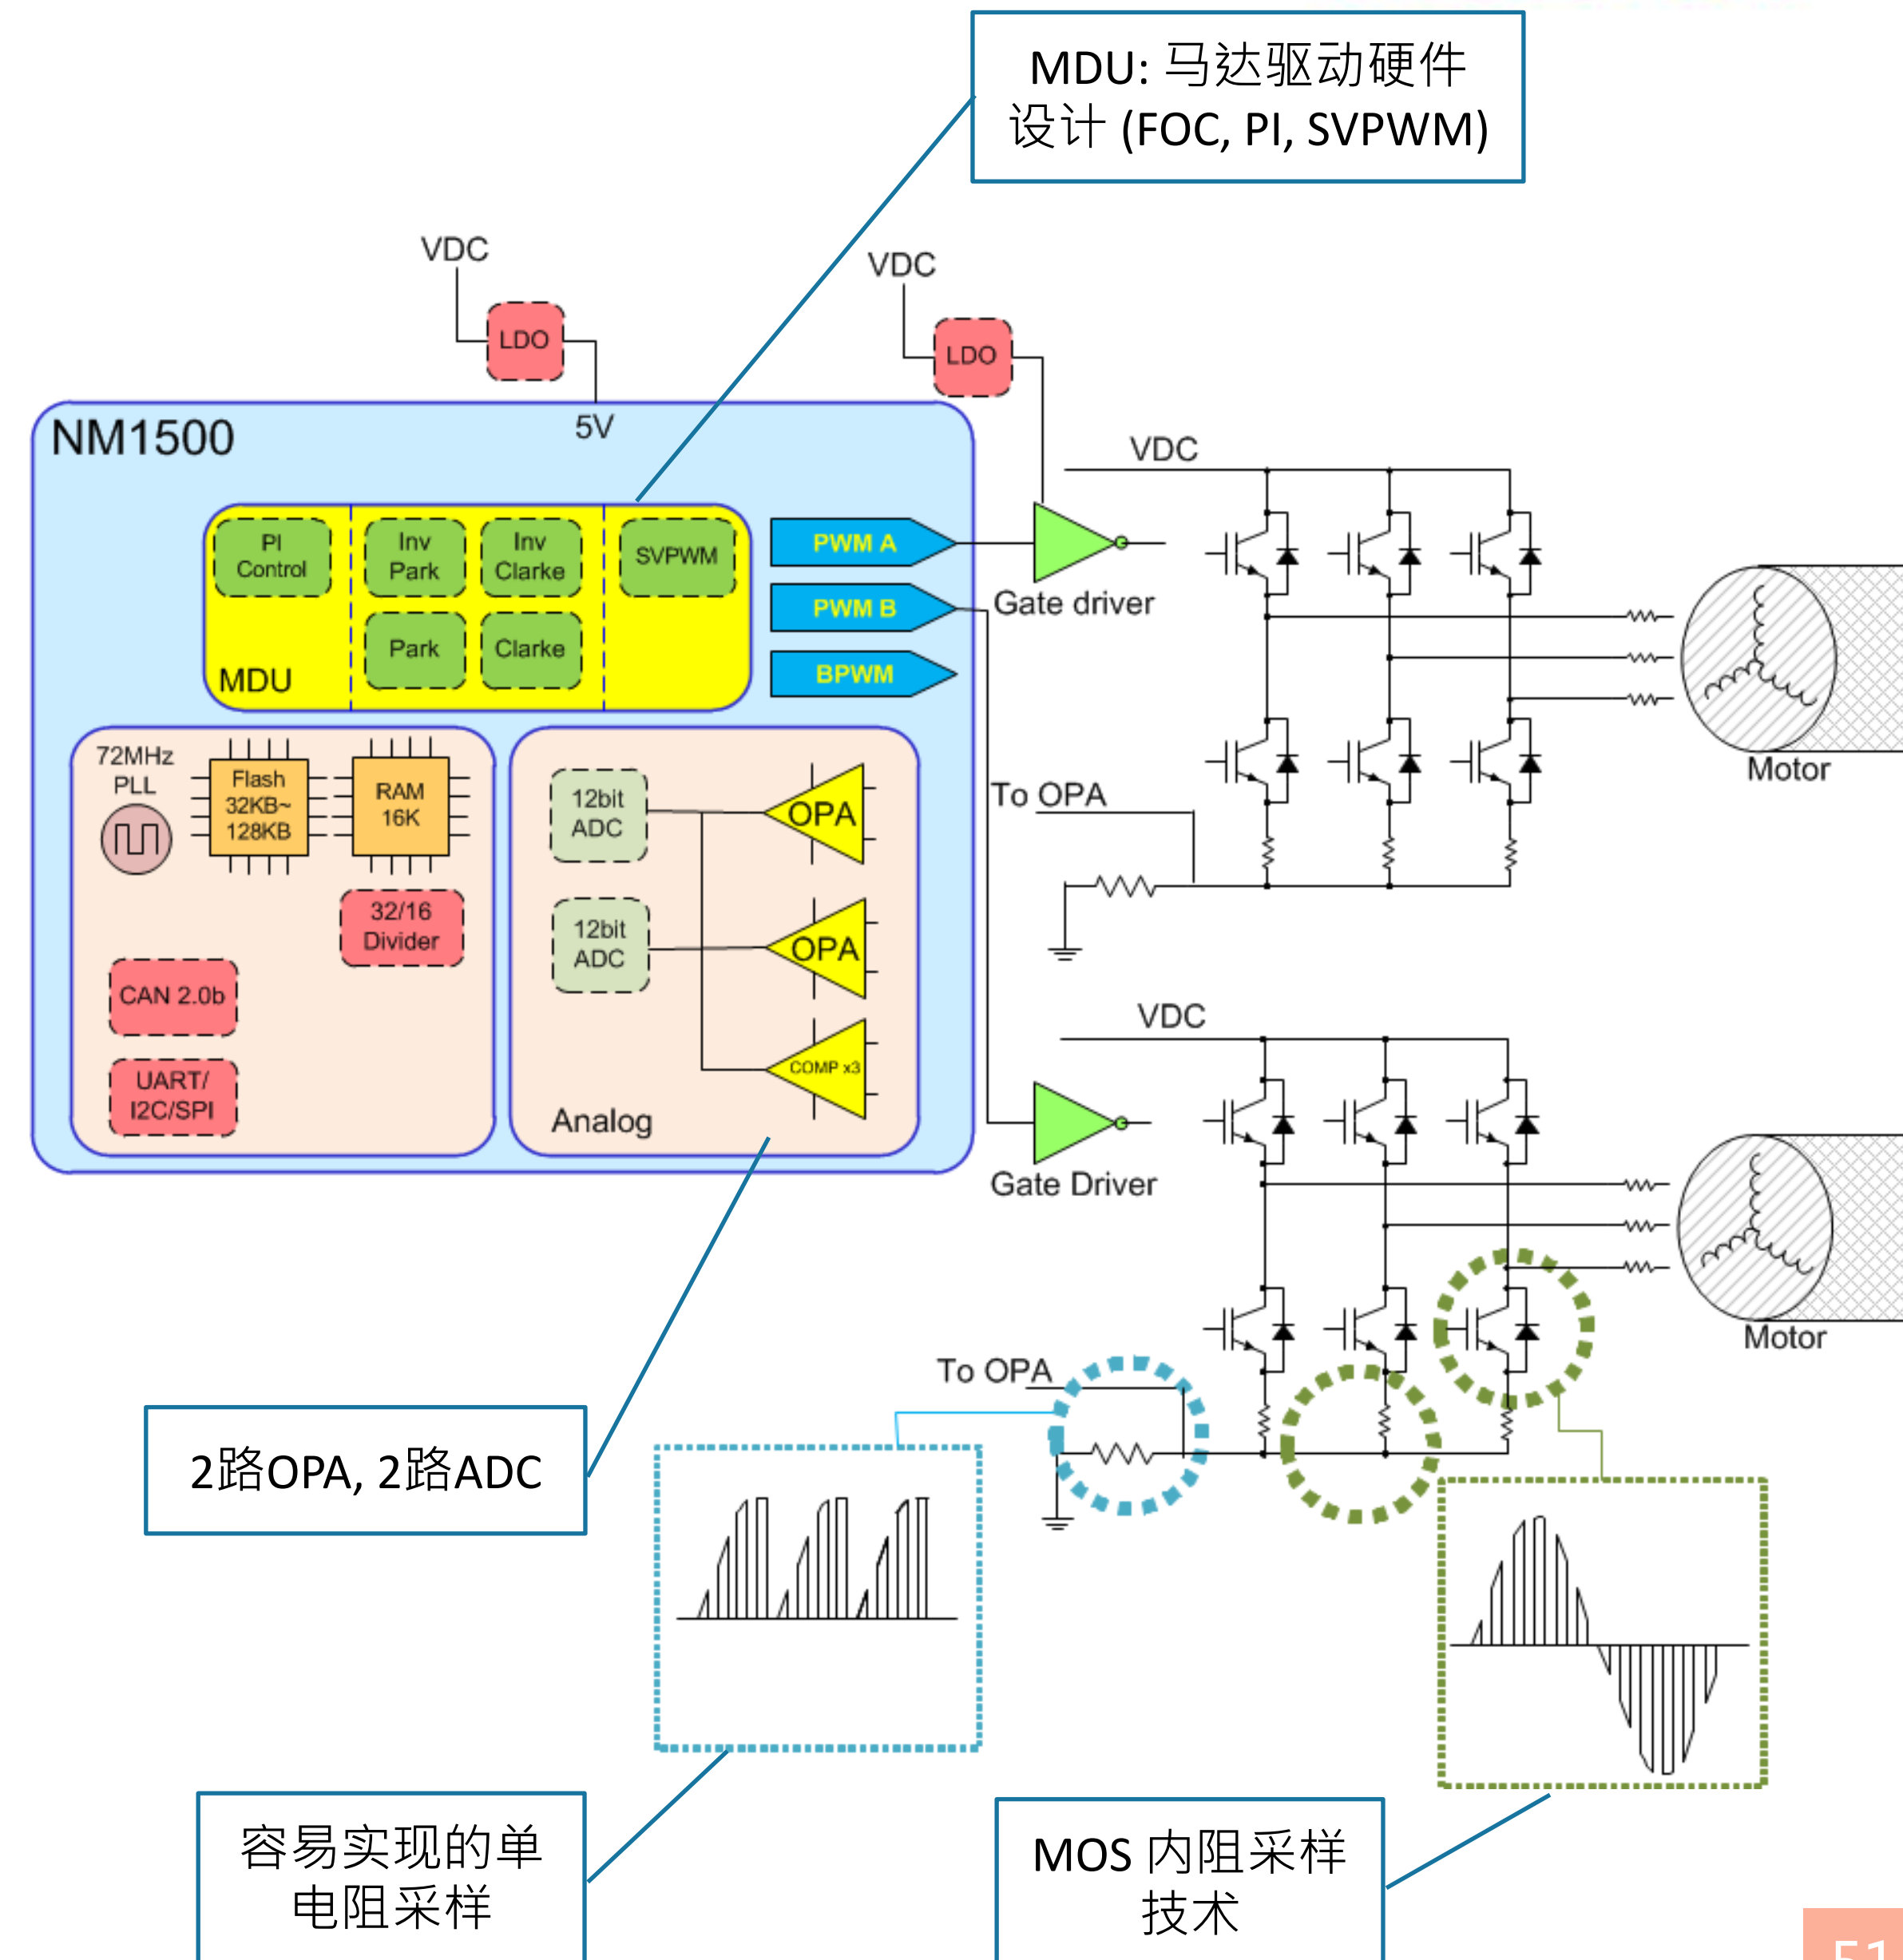 MDU: 马达驱动硬件
设计 (FOC, PI, SVPWM)
VDC
LDO
VDC
LDO
NM1500
5V
PI
Control
Inv
Park
Inv
Clarke
SVPWM
Park
Clarke
MDU
PWM A
PWM B
BPWM
Gate driver
VDC
Motor
To OPA
72MHz
PLL
Flash
32KB~
128KB
RAM
16K
32/16
Divider
CAN 2.0b
UART/
I2C/SPI
12bit
ADC
OPA
12bit
ADC
OPA
COMP x3
Analog
VDC
Gate Driver
Motor
To OPA
2路OPA, 2路ADC
容易实现的单
电阻采样
MOS 内阻采样
技术
51